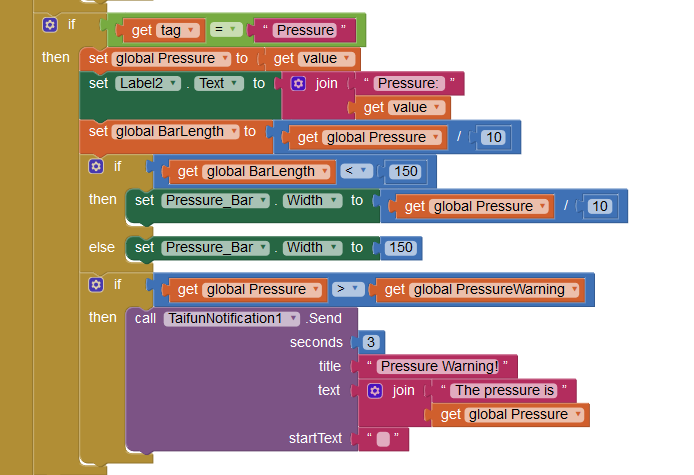 if get tag = “ Pressure ”
then set global Pressure to get value
set Label2 . Text to join “ Pressure: ”
get value
set global BarLength to get global Pressure / 10
if get global BarLength < 150
then set Pressure_Bar . Width to get global Pressure / 10
else set Pressure_Bar . Width to 150
if get global Pressure > get global PressureWarning
then call TaifunNotification1 .Send
seconds 3
title “ Pressure Warning! ”
text join “ The pressure is ”
get global Pressure
startText “ ”